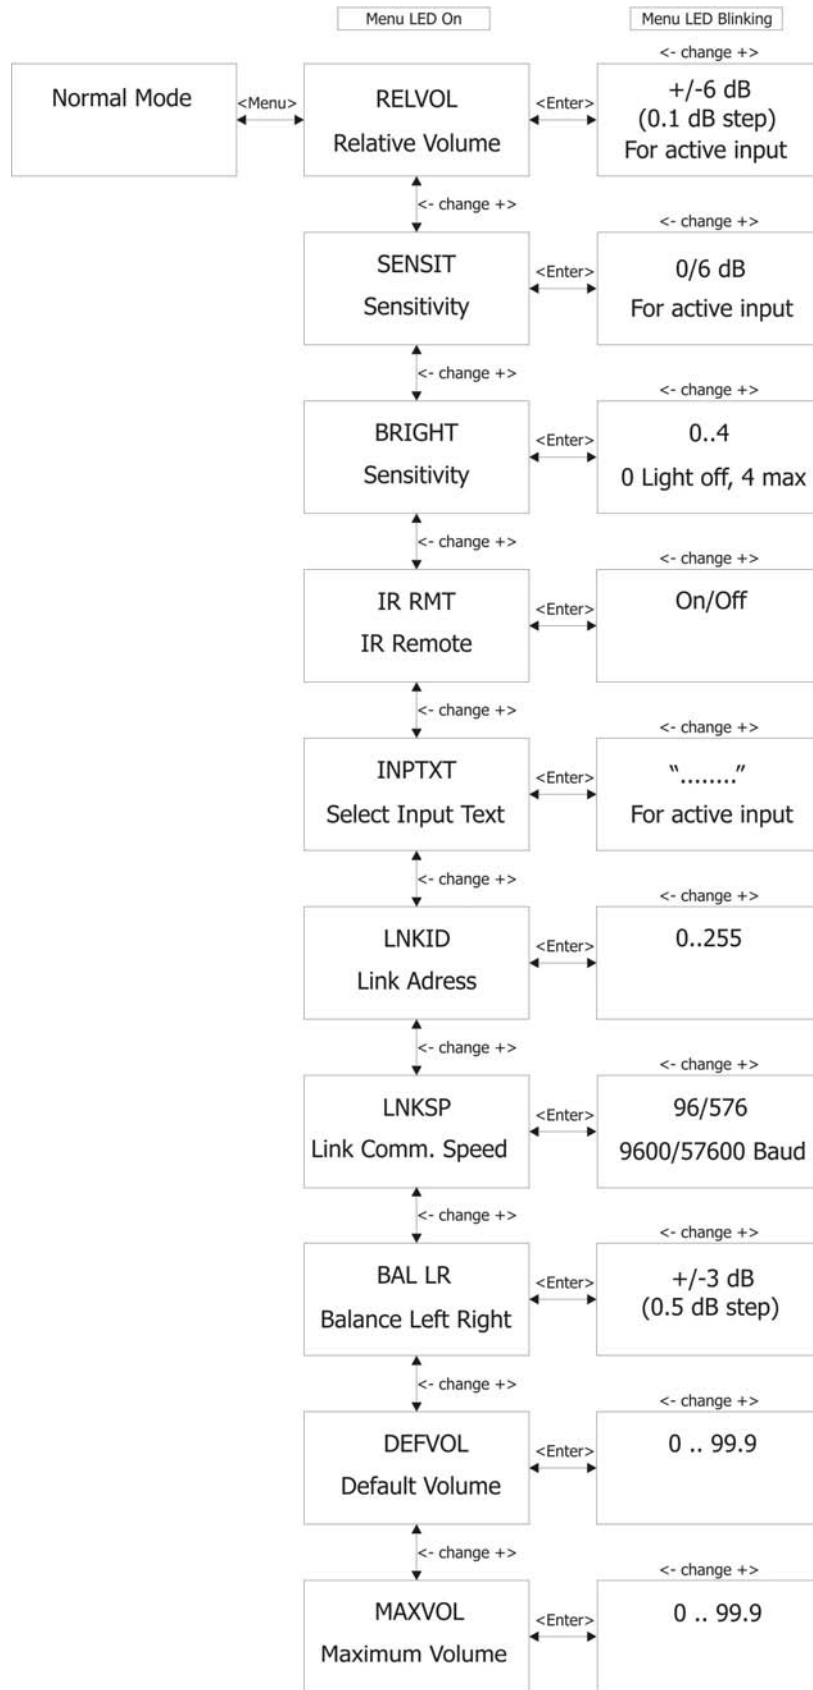 Menu LED On
Menu LED Blinking
<- change +>
Normal Mode
<Menu>
RELVOL
Relative Volume
<Enter>
+/-6 dB
(0.1 dB step)
For active input
<- change +>
<- change +>
SENSIT
Sensitivity
<Enter>
0/6 dB
For active input
<- change +>
<- change +>
BRIGHT
Sensitivity
<Enter>
0..4
0 Light off, 4 max
<- change +>
<- change +>
IR RMT
IR Remote
<Enter>
On/Off
<- change +>
<- change +>
INPTXT
Select Input Text
<Enter>
"........"
For active input
<- change +>
<- change +>
LNKID
Link Adress
<Enter>
0..255
<- change +>
<- change +>
LNKSP
Link Comm. Speed
<Enter>
96/576
9600/57600 Baud
<- change +>
<- change +>
BAL LR
Balance Left Right
<Enter>
+/-3 dB
(0.5 dB step)
<- change +>
<- change +>
DEFVOL
Default Volume
<Enter>
0 .. 99.9
<- change +>
<- change +>
MAXVOL
Maximum Volume
<Enter>
0 .. 99.9